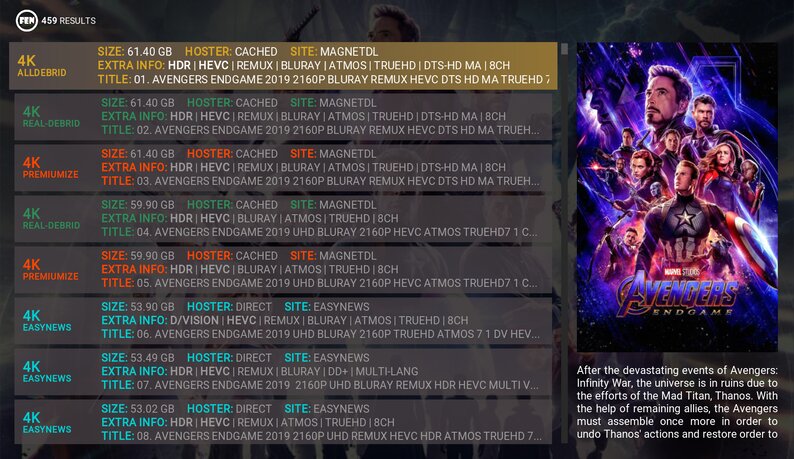 FEN 459 RESULTS
4K
ALLDEBRID
SIZE: 61.40 GB HOSTER: CACHED SITE: MAGNETDL
EXTRA INFO: HDR | HEVC | REMUX | BLURAY | ATMOS | TRUEHD | DTS-HD MA | 8CH
TITLE: 01. AVENGERS ENDGAME 2019 2160P BLURAY REMUX HEVC DTS HD MA TRUEHD 7
4K
REAL-DEBRID
SIZE: 61.40 GB HOSTER: CACHED SITE: MAGNETDL
EXTRA INFO: HDR | HEVC | REMUX | BLURAY | ATMOS | TRUEHD | DTS-HD MA | 8CH
TITLE: 02. AVENGERS ENDGAME 2019 2160P BLURAY REMUX HEVC DTS HD MA TRUEH...
4K
PREMIUMIZE
SIZE: 61.40 GB HOSTER: CACHED SITE: MAGNETDL
EXTRA INFO: HDR | HEVC | REMUX | BLURAY | ATMOS | TRUEHD | DTS-HD MA | 8CH
TITLE: 03. AVENGERS ENDGAME 2019 2160P BLURAY REMUX HEVC DTS HD MA TRUEH...
4K
REAL-DEBRID
SIZE: 59.90 GB HOSTER: CACHED SITE: MAGNETDL
EXTRA INFO: HDR | HEVC | BLURAY | ATMOS | TRUEHD | 8CH
TITLE: 04. AVENGERS ENDGAME 2019 UHD BLURAY 2160P HEVC ATMOS TRUEHD7 1 C...
4K
PREMIUMIZE
SIZE: 59.90 GB HOSTER: CACHED SITE: MAGNETDL
EXTRA INFO: HDR | HEVC | BLURAY | ATMOS | TRUEHD | 8CH
TITLE: 05. AVENGERS ENDGAME 2019 UHD BLURAY 2160P HEVC ATMOS TRUEHD7 1 C...
4K
EASYNEWS
SIZE: 53.90 GB HOSTER: DIRECT SITE: EASYNEWS
EXTRA INFO: D/VISION | HEVC | REMUX | BLURAY | ATMOS | TRUEHD | 8CH
TITLE: 06. AVENGERS ENDGAME 2019 UHD BLURAY 2160P TRUEHD ATMOS 7 1 DV HEV...
4K
EASYNEWS
SIZE: 53.49 GB HOSTER: DIRECT SITE: EASYNEWS
EXTRA INFO: HDR | HEVC | REMUX | BLURAY | DD+ | MULTI-LANG
TITLE: 07. AVENGERS ENDGAME 2019 2160P UHD BLURAY REMUX HDR HEVC MULTI V...
4K
EASYNEWS
SIZE: 53.02 GB HOSTER: DIRECT SITE: EASYNEWS
EXTRA INFO: HDR | HEVC | REMUX | ATMOS | TRUEHD | 8CH
TITLE: 08. AVENGERS ENDGAME 2019 2160P UHD REMUX HEVC HDR ATMOS TRUEHD 7...
MARVEL STUDIOS
AVENGERS
ENDGAME
After the devastating events of Avengers:
Infinity War, the universe is in ruins due to
the efforts of the Mad Titan, Thanos. With
the help of remaining allies, the Avengers
must assemble once more in order to
undo Thanos' actions and restore order to